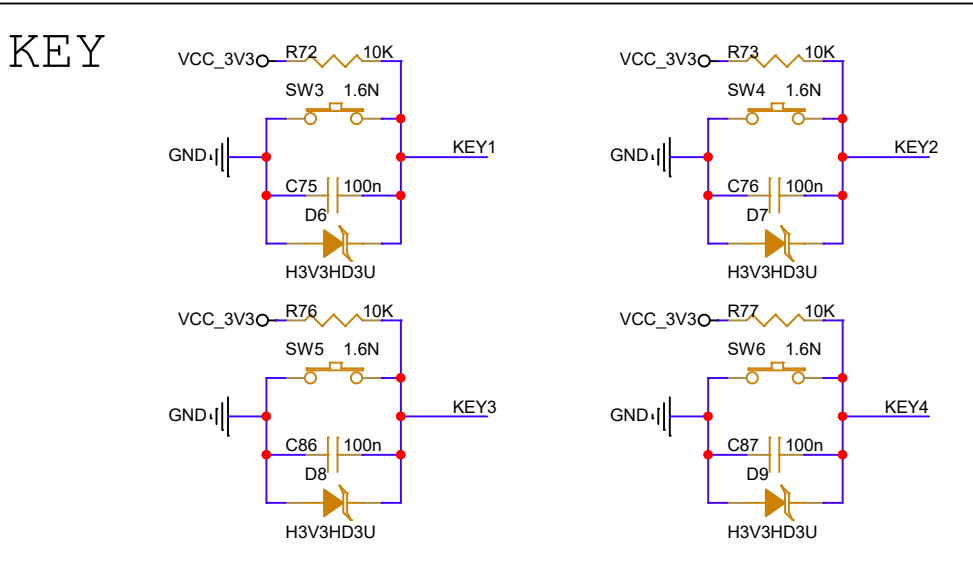 KEY
VCC_3V3 R72 10K
SW3 1.6N
GND KEY1
C75 100n
D6
H3V3HD3U
VCC_3V3 R73 10K
SW4 1.6N
GND KEY2
C76 100n
D7
H3V3HD3U
VCC_3V3 R76 10K
SW5 1.6N
GND KEY3
C86 100n
D8
H3V3HD3U
VCC_3V3 R77 10K
SW6 1.6N
GND KEY4
C87 100n
D9
H3V3HD3U